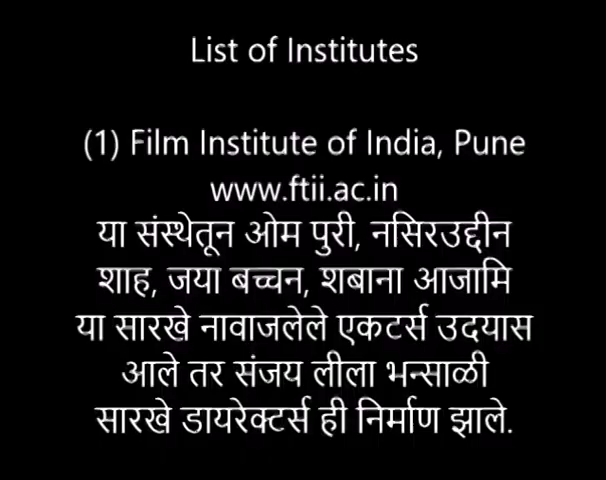 List of Institutes
(1) Film Institute of India, Pune
www.ftii.ac.in
या संस्थेतून ओम पुरी, नसिरउद्दीन
शाह, जया बच्चन, शबाना आजामि
या सारखे नावाजलेले एकटर्स उदयास
आले तर संजय लीला भन्साळी
सारखे डायरेक्टर्स ही निर्माण झाले.